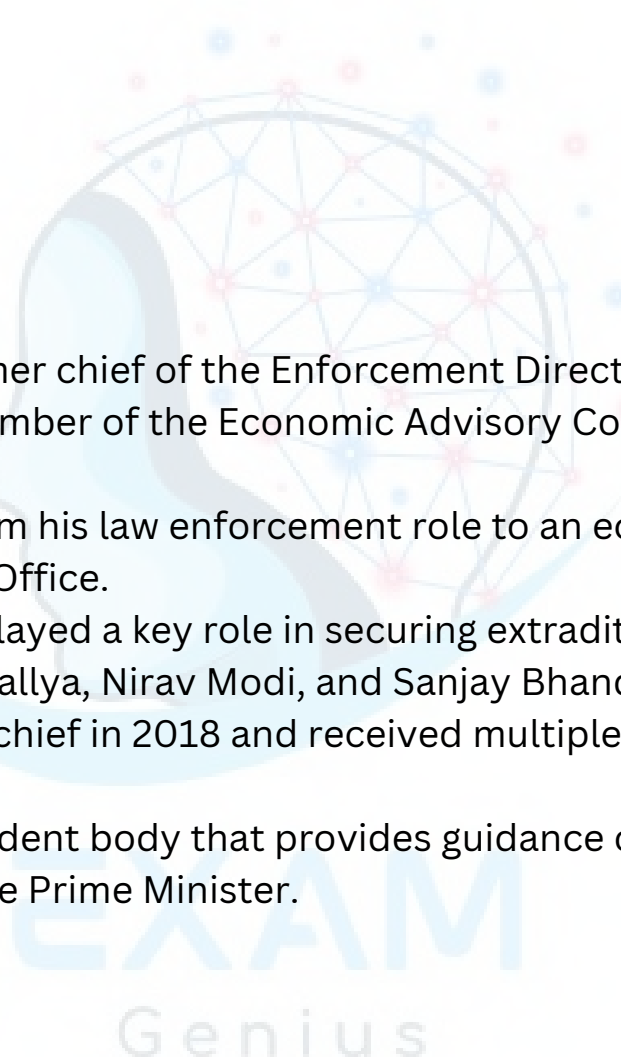 ner chief of the Enforcement Direct
mber of the Economic Advisory Co
m his law enforcement role to an ec
Office.
layed a key role in securing extradit
allya, Nirav Modi, and Sanjay Bhand
chief in 2018 and received multiple
dent body that provides guidance o
e Prime Minister.
EXAM
Genius